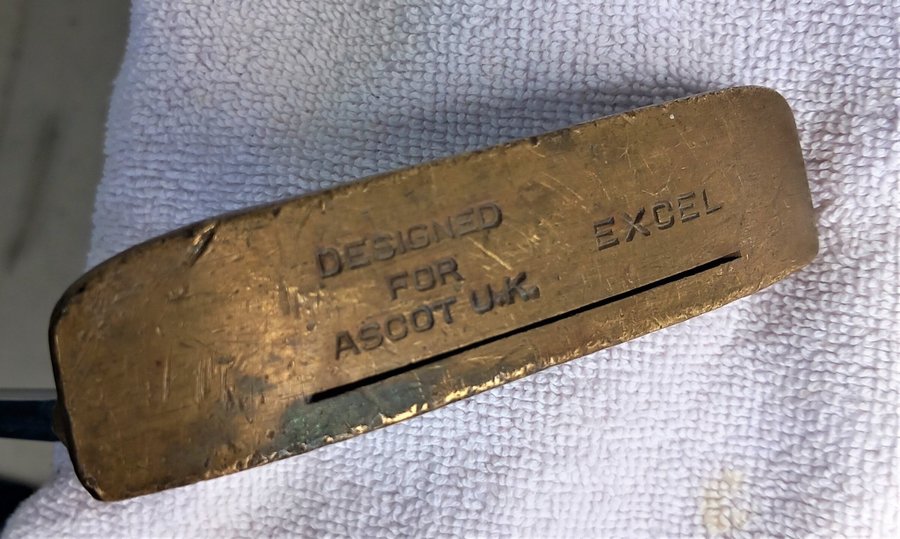 DESIGNED
FOR
ASCOT U.K.
EXCEL